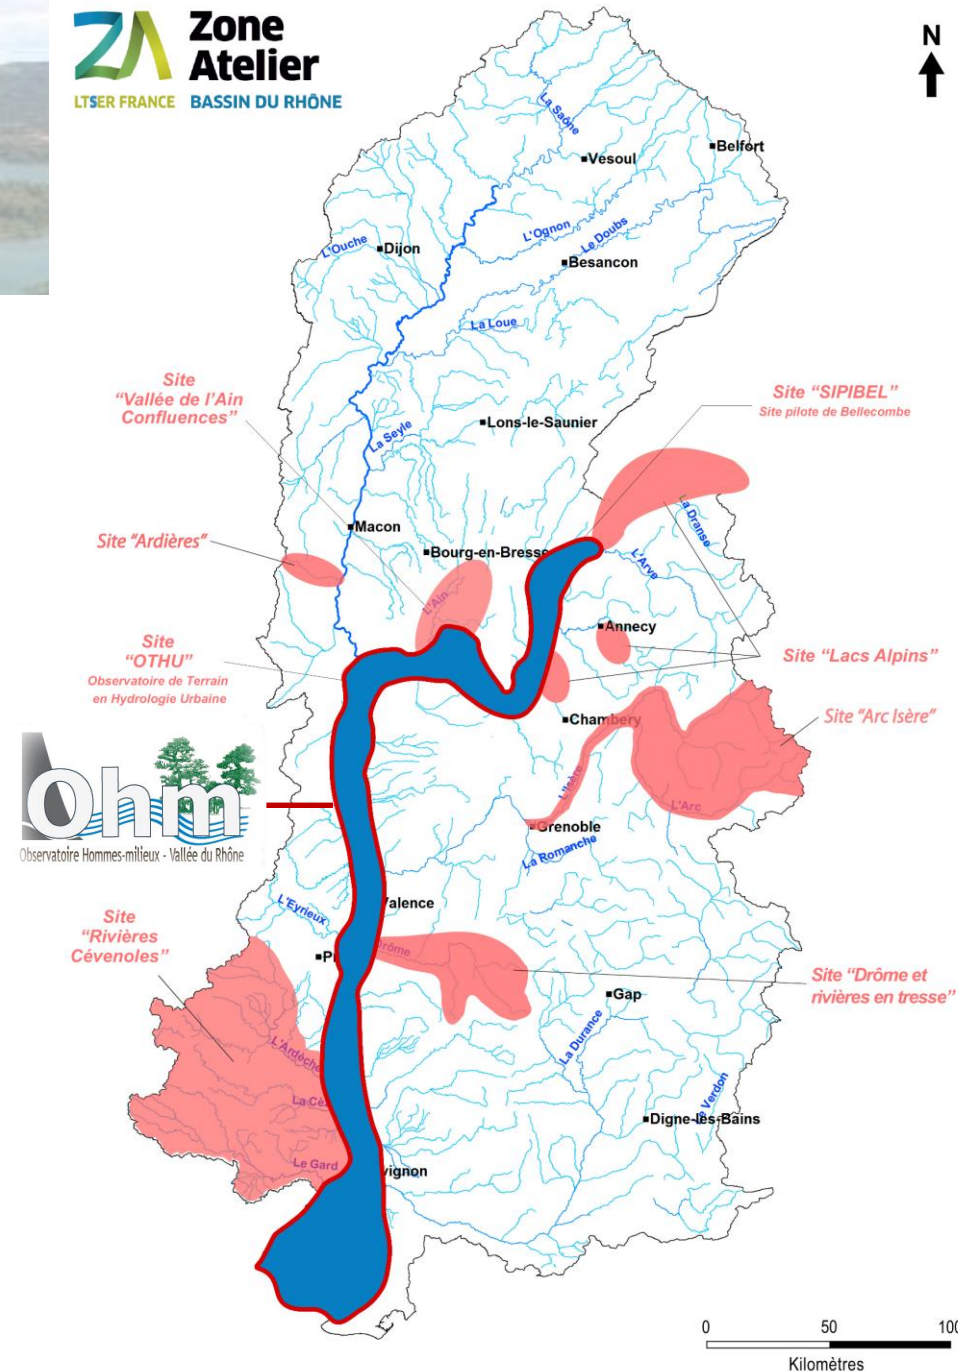 ZA
Zone
Atelier
LTSER FRANCE BASSIN DU RHÔNE
N
La Saône
Vesoul
Belfort
L'Ognon
Le Doubs
L'Ouche
Dijon
Besancon
La Loue
Site
“Vallée de l’Ain
Confluences”
Site “SIPIBEL”
Site pilote de Bellecombe
Lons-le-Saunier
La Seyle
La Dranse
Macon
Site “Ardières”
Bourg-en-Bresse
L'Arve
L'Ain
Annecy
Site
“OTHU”
Observatoire de Terrain
en Hydrologie Urbaine
Site “Lacs Alpins”
Chambery
Site “Arc Isère”
Ohm
Observatoire Hommes-milieux - Vallée du Rhône
L'Isère
L'Arc
Grenoble
La Romanche
L'Eyrieux
Valence
Site
“Rivières
Cévenoles”
Drôme
Site “Drôme et
rivières en tresse”
Gap
La Durance
L'Ardèche
La Cèz
Le Verdon
Digne-les-Bains
Le Gard
vignon
0 50 100
Kilomètres